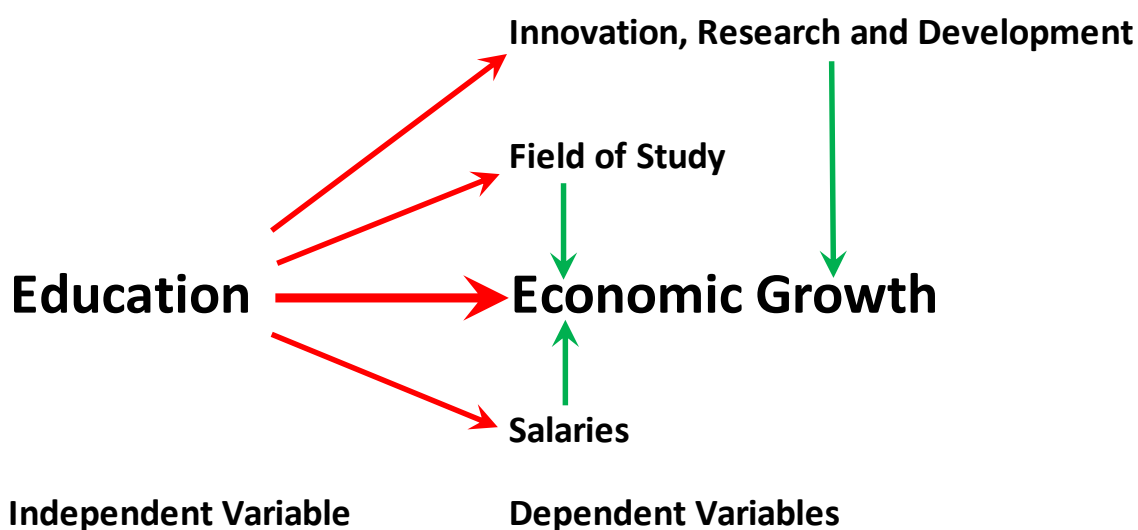 Innovation, Research and Development
Field of Study
Education
Economic Growth
Salaries
Independent Variable
Dependent Variables